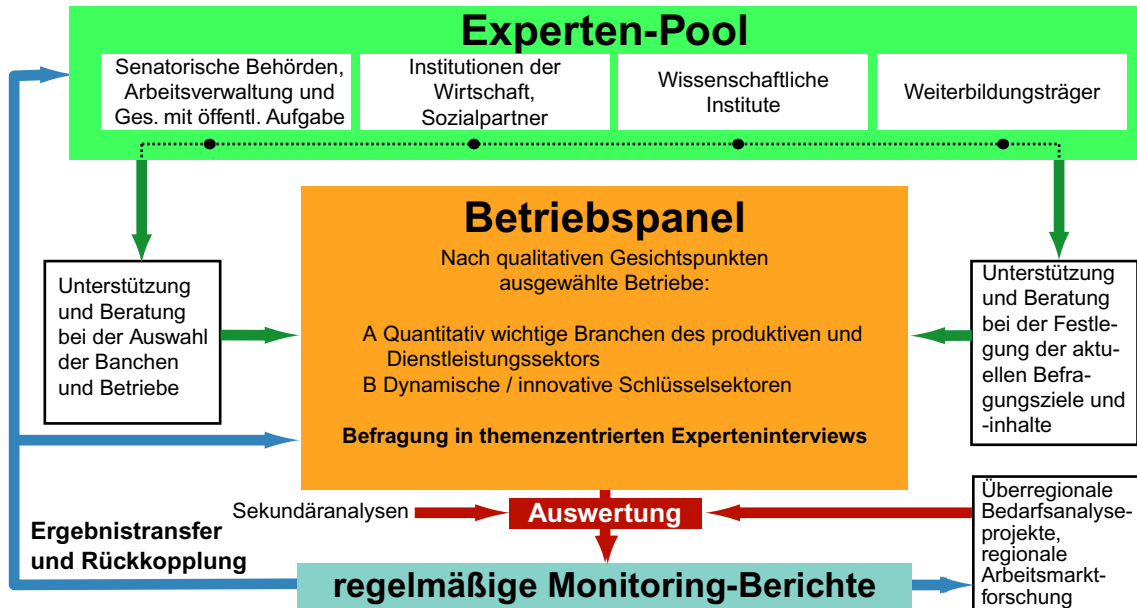 Experten-Pool
Senatorische Behörden,
Arbeitsverwaltung und
Ges. mit öffentl. Aufgabe
Institutionen der
Wirtschaft,
Sozialpartner
Wissenschaftliche
Institute
Weiterbildungsträger
Betriebspanel
Nach qualitativen Gesichtspunkten
ausgewählte Betriebe:
A Quantitativ wichtige Branchen des produktiven und
Dienstleistungssektors
B Dynamische / innovative Schlüsselsektoren
Befragung in themenzentrierten Experteninterviews
Unterstützung
und Beratung
bei der Auswahl
der Banchen
und Betriebe
Unterstützung
und Beratung
bei der Festle-
gung der aktu-
ellen Befra-
gungsziele und
-inhalte
Sekundäranalysen
Auswertung
Überregionale
Bedarfsanalyse-
projekte,
regionale
Arbeitsmarkt-
forschung
Ergebnistransfer
und Rückkopplung
regelmäßige Monitoring-Berichte